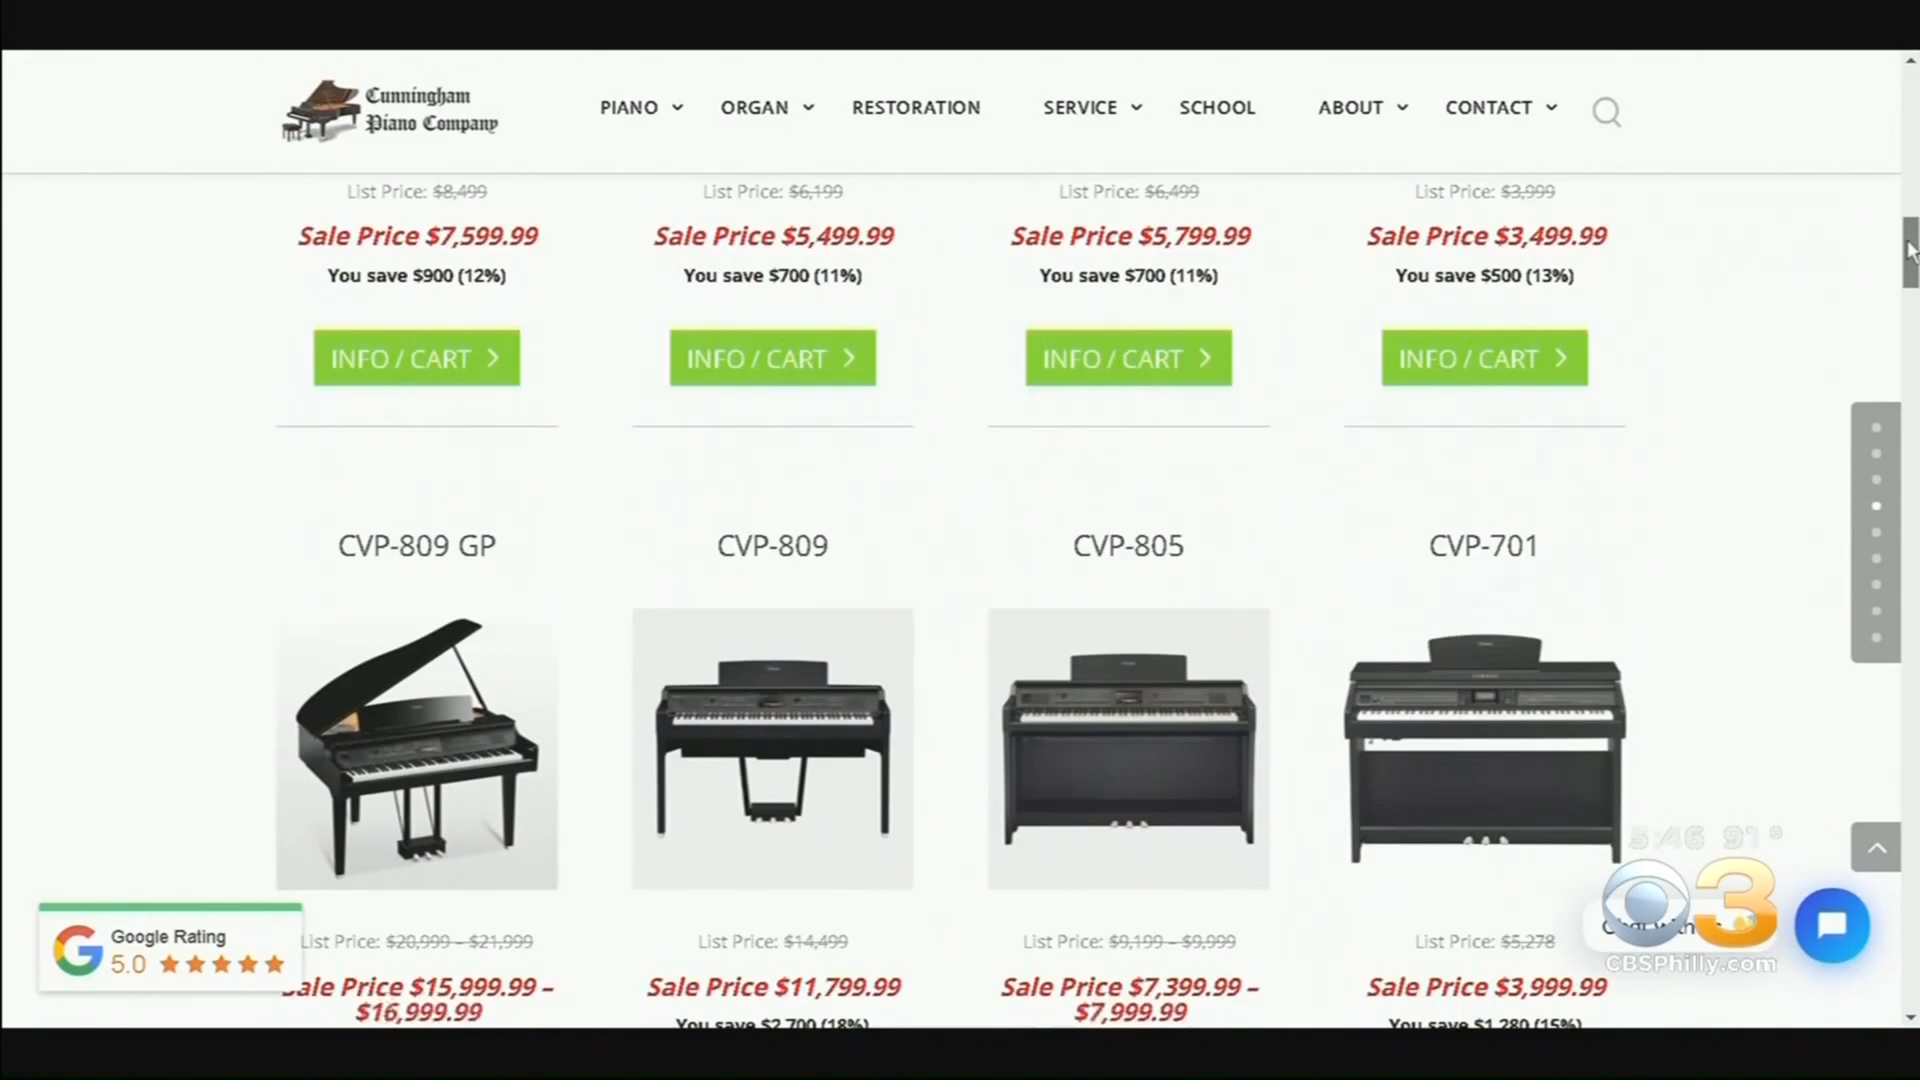 Cunningham
Piano Company
PIANO ORGAN RESTORATION SERVICE SCHOOL ABOUT CONTACT
List Price: $8,499 List Price: $6,199 List Price: $6,499 List Price: $3,999
Sale Price $7,599.99 Sale Price $5,499.99 Sale Price $5,799.99 Sale Price $3,499.99
You save $900 (12%) You save $700 (11%) You save $700 (11%) You save $500 (13%)
INFO / CART INFO / CART INFO / CART INFO / CART
CVP-809 GP CVP-809 CVP-805 CVP-701
5:46 91°
3
CBSPhilly.com
Google Rating
5.0
List Price: $20,999 – $21,999 List Price: $14,499 List Price: $9,199 – $9,999 List Price: $5,278
Sale Price $15,999.99 – Sale Price $11,799.99 Sale Price $7,399.99 – Sale Price $3,999.99
$16,999.99 You save $2,700 (18%) $7,999.99 You save $1,280 (15%)